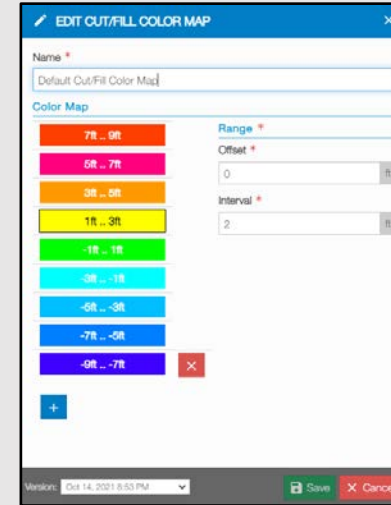 EDIT CUT/FILL COLOR MAP
Name *
Default Cut/Fill Color Map
Color Map
Range *
7ft .. 9ft
Offset *
5ft .. 7ft
0 ft
3ft .. 5ft
Interval *
1ft .. 3ft
2 ft
-1ft .. 1ft
-3ft .. -1ft
-5ft .. -3ft
-7ft .. -5ft
-9ft .. -7ft
Version: Oct 14, 2021 8:53 PM Save Cancel